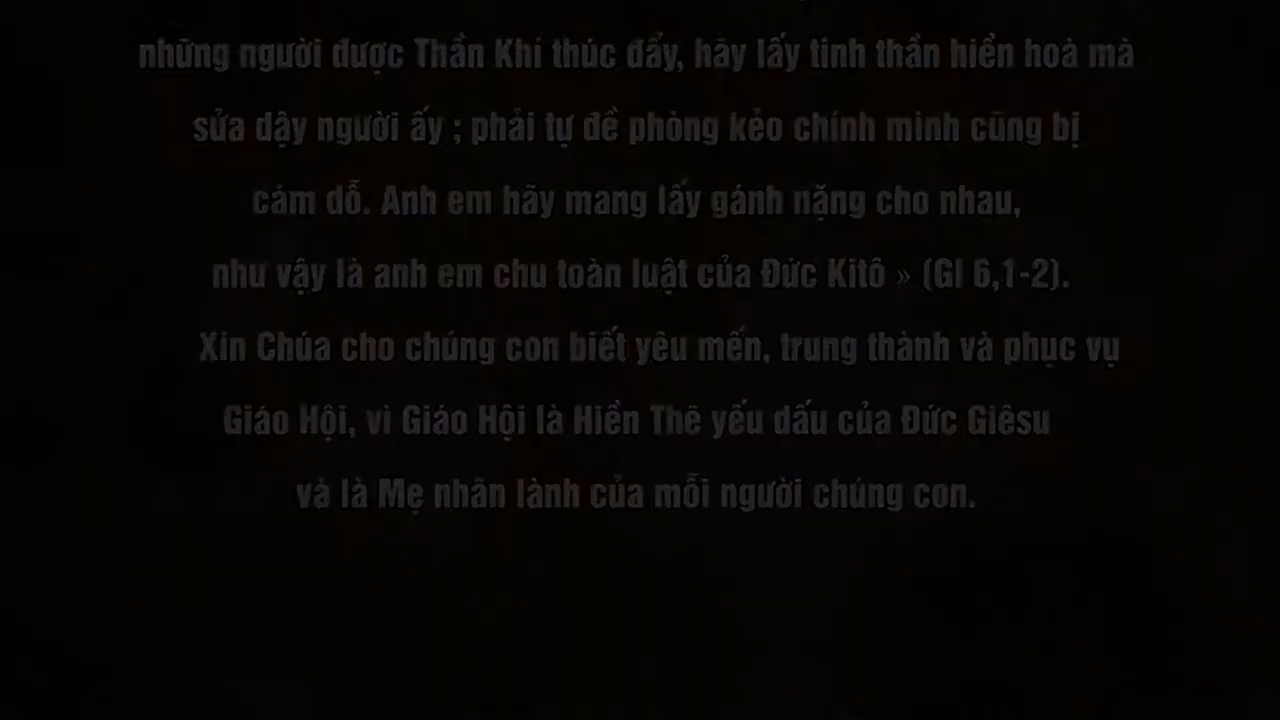 những người được Thần Khí thúc đẩy, hãy lấy tinh thần hiền hoà mà
sửa dậy người ấy ; phải tự đề phòng kẻo chính mình cũng bị
cám dỗ. Anh em hãy mang lấy gánh nặng cho nhau,
như vậy là anh em chu toàn luật của Đức Kitô » (Gl 6,1-2).
Xin Chúa cho chúng con biết yêu mến, trung thành và phục vụ
Giáo Hội, vì Giáo Hội là Hiền Thê yếu dấu của Đức Giêsu
và là Mẹ nhân lành của mỗi người chúng con.